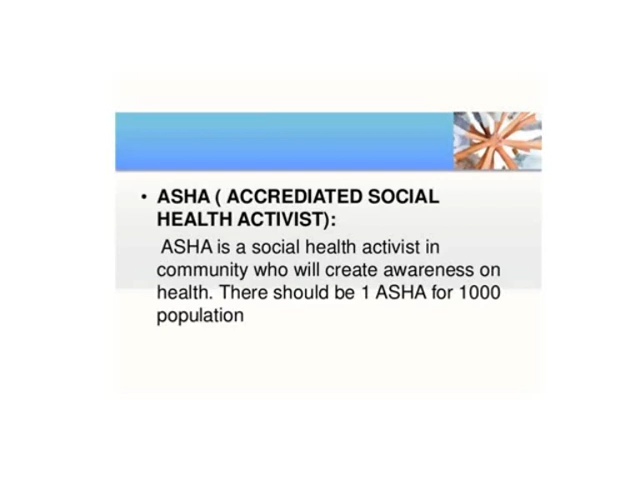 • ASHA ( ACCREDIATED SOCIAL
HEALTH ACTIVIST):
ASHA is a social health activist in
community who will create awareness on
health. There should be 1 ASHA for 1000
population